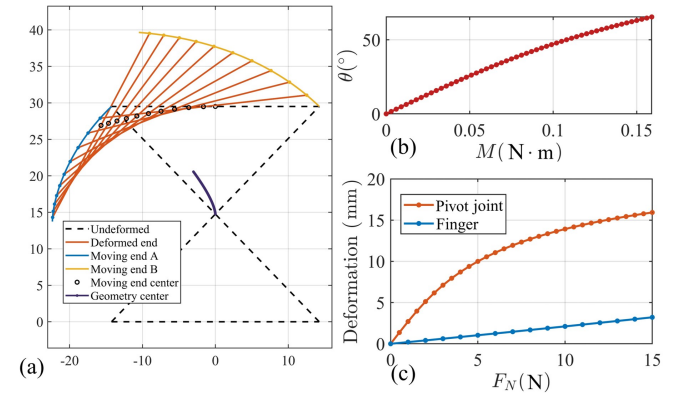 40
35
30
25
20
15
10
5
0
-20
-10
0
10
Undeformed
Deformed end
Moving end A
Moving end B
Moving end center
Geometry center
(a)
θ(°)
50
0
0
0.05
0.1
0.15
M(N·m)
(b)
Deformation (mm)
20
15
10
5
0
Pivot joint
Finger
0
5
10
15
F_N(N)
(c)